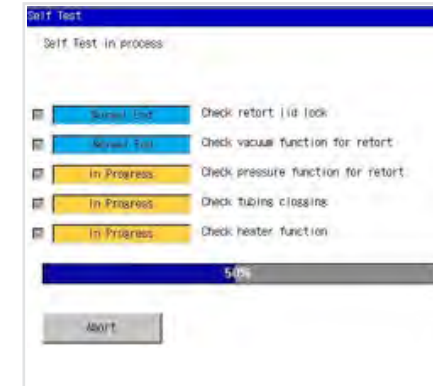 Self Test
Self Test in process
Normal End Check retort lid lock
Normal End Check vacuum function for retort
In Progress Check pressure function for retort
In Progress Check tubing clogging
In Progress Check heater function
50%
Abort